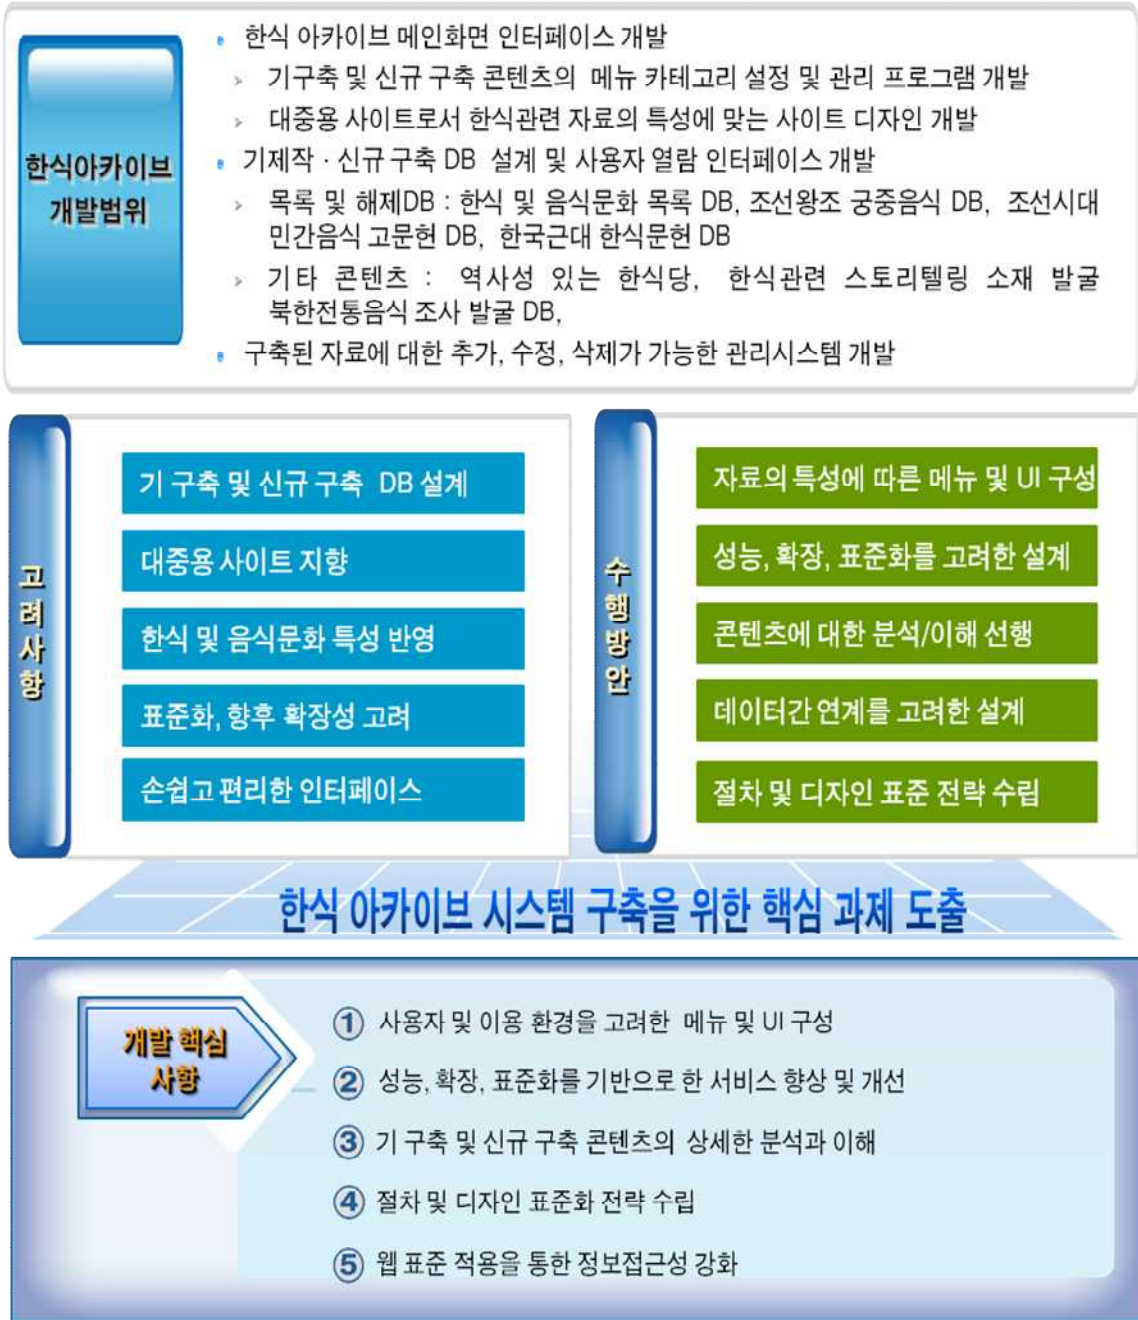 한식아카이브
개발범위
• 한식 아카이브 메인화면 인터페이스 개발
> 기구축 및 신규 구축 콘텐츠의 메뉴 카테고리 설정 및 관리 프로그램 개발
> 대중용 사이트로서 한식관련 자료의 특성에 맞는 사이트 디자인 개발
• 기제작 · 신규 구축 DB 설계 및 사용자 열람 인터페이스 개발
> 목록 및 해제DB : 한식 및 음식문화 목록 DB, 조선왕조 궁중음식 DB, 조선시대
민간음식 고문헌 DB, 한국근대 한식문헌 DB
> 기타 콘텐츠 : 역사성 있는 한식당, 한식관련 스토리텔링 소재 발굴
북한전통음식 조사 발굴 DB,
• 구축된 자료에 대한 추가, 수정, 삭제가 가능한 관리시스템 개발
고려사항
기 구축 및 신규 구축 DB 설계
대중용 사이트 지향
한식 및 음식문화 특성 반영
표준화, 향후 확장성 고려
손쉽고 편리한 인터페이스
수행방안
자료의 특성에 따른 메뉴 및 UI 구성
성능, 확장, 표준화를 고려한 설계
콘텐츠에 대한 분석/이해 선행
데이터간 연계를 고려한 설계
절차 및 디자인 표준 전략 수립
한식 아카이브 시스템 구축을 위한 핵심 과제 도출
개발 핵심
사항
① 사용자 및 이용 환경을 고려한 메뉴 및 UI 구성
② 성능, 확장, 표준화를 기반으로 한 서비스 향상 및 개선
③ 기 구축 및 신규 구축 콘텐츠의 상세한 분석과 이해
④ 절차 및 디자인 표준화 전략 수립
⑤ 웹 표준 적용을 통한 정보접근성 강화